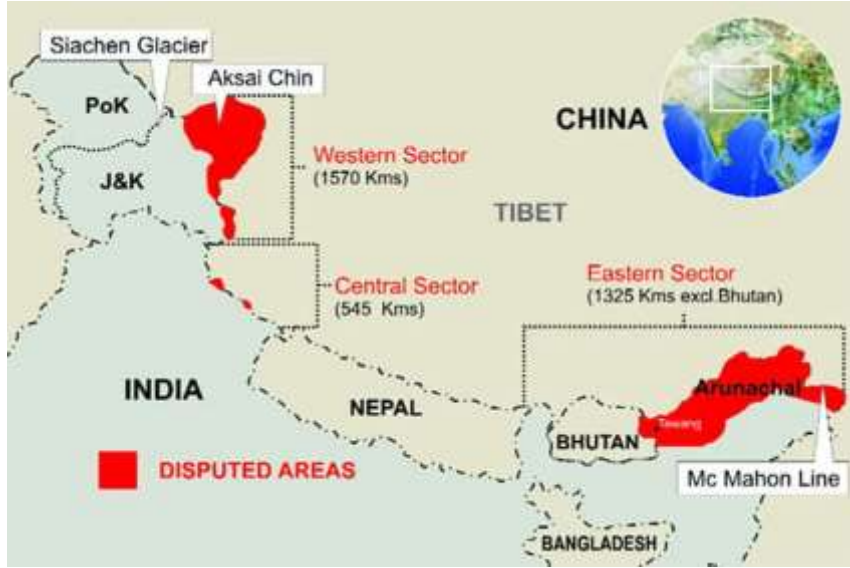 Siachen Glacier
Aksai Chin
PoK
J&K
CHINA
Western Sector
(1570 Kms)
TIBET
Central Sector
(545 Kms)
Eastern Sector
(1325 Kms excl.Bhutan)
INDIA
NEPAL
Arunachal
Tawang
BHUTAN
DISPUTED AREAS
Mc Mahon Line
BANGLADESH